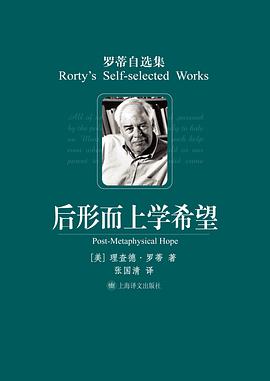 罗蒂自选集
Rorty's Self-selected Works
后形而上学希望
Post-Metaphysical Hope
[美] 理查德·罗蒂 著
张国清 译
上海译文出版社